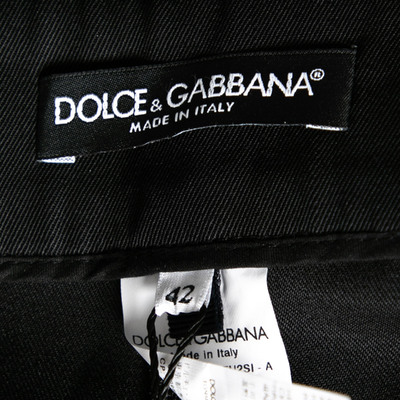 DOLCE & GABBANA®
MADE IN ITALY
42
DOLCE & GABBANA
Made in Italy